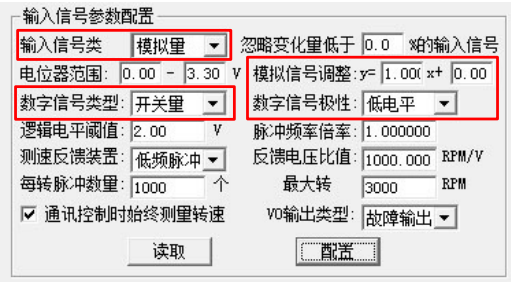 输入信号参数配置
输入信号类 模拟量 忽略变化量低于 0.0 %的输入信号
电位器范围: 0.00 - 3.30 V 模拟信号调整:y= 1.00( x+ 0.00
数字信号类型: 开关量 数字信号极性: 低电平
逻辑电平阈值: 2.00 V 脉冲频率倍率: 1.000000
测速反馈装置: 低频脉冲 反馈电压比值: 1000.000 RPM/V
每转脉冲数量: 1000 个 最大转 3000 RPM
通讯控制时始终测量转速 VO输出类型: 故障输出
读取 配置